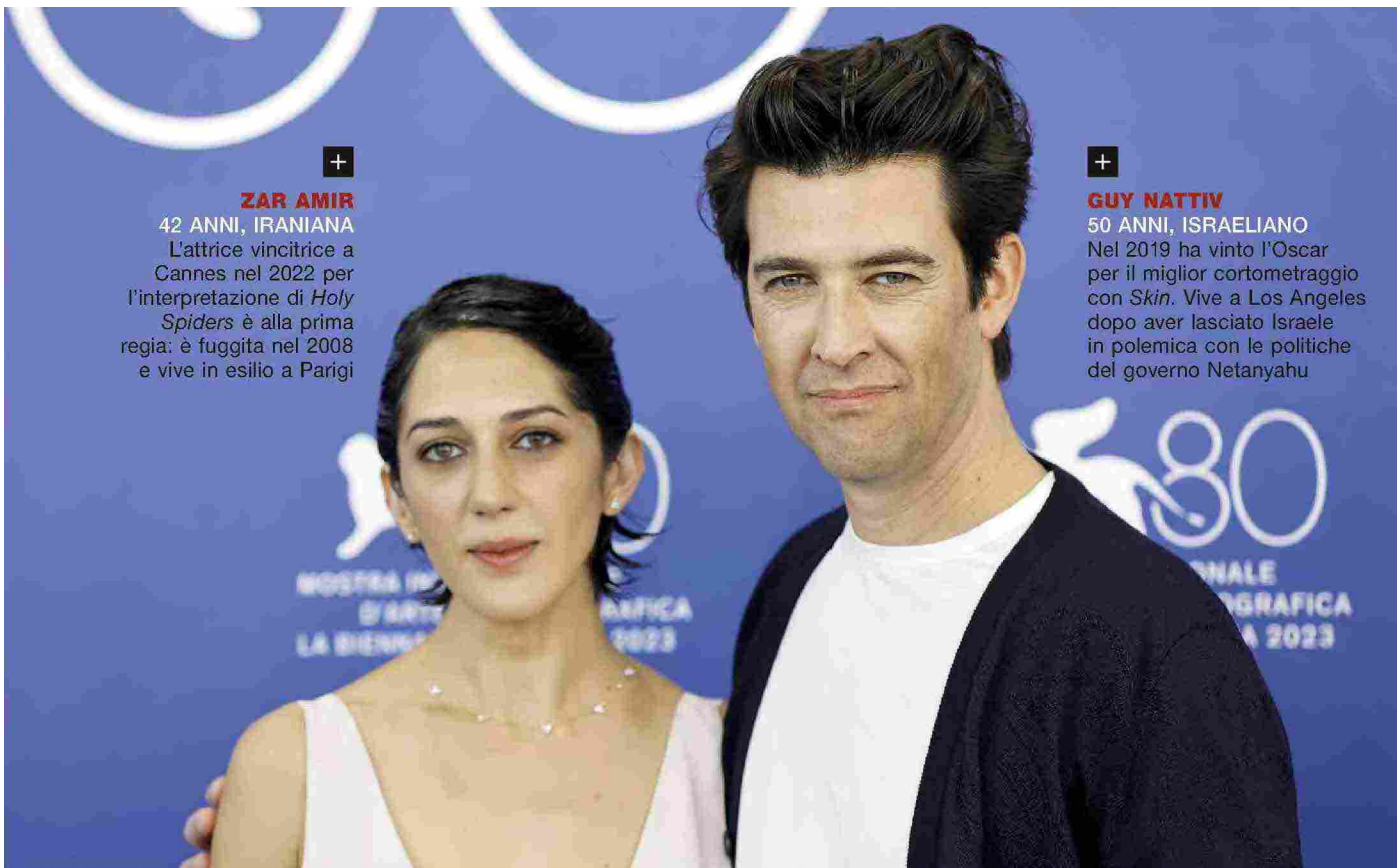 ZAR AMIR
42 ANNI, IRANIANA
L'attrice vincitrice a
Cannes nel 2022 per
l'interpretazione di Holy
Spiders è alla prima
regia: è fuggita nel 2008
e vive in esilio a Parigi
GUY NATTIV
50 ANNI, ISRAELIANO
Nel 2019 ha vinto l'Oscar
per il miglior cortometraggio
con Skin. Vive a Los Angeles
dopo aver lasciato Israele
in polemica con le politiche
del governo Netanyahu
80
MOSTRA
D'ART
LA BIENN 2023
2023